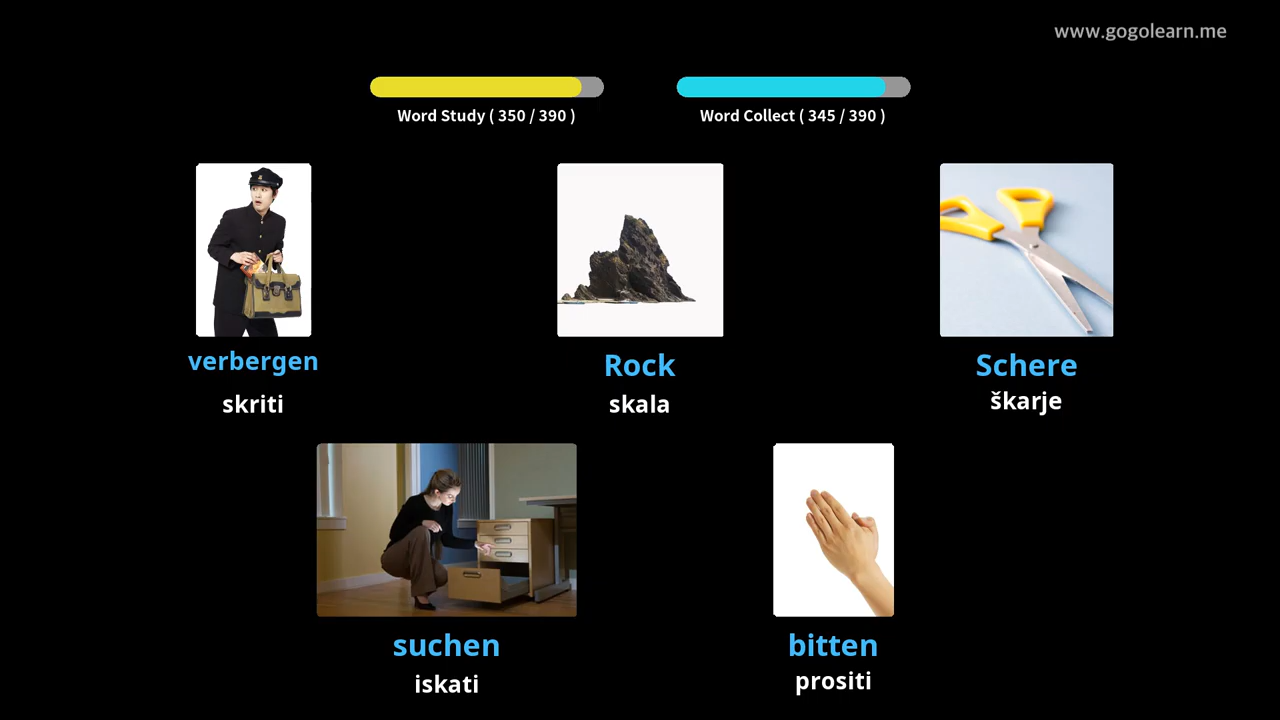 www.gogolearn.me
Word Study ( 350 / 390 )
Word Collect ( 345 / 390 )
verbergen
skriti
Rock
skala
Schere
škarje
suchen
iskati
bitten
prositi